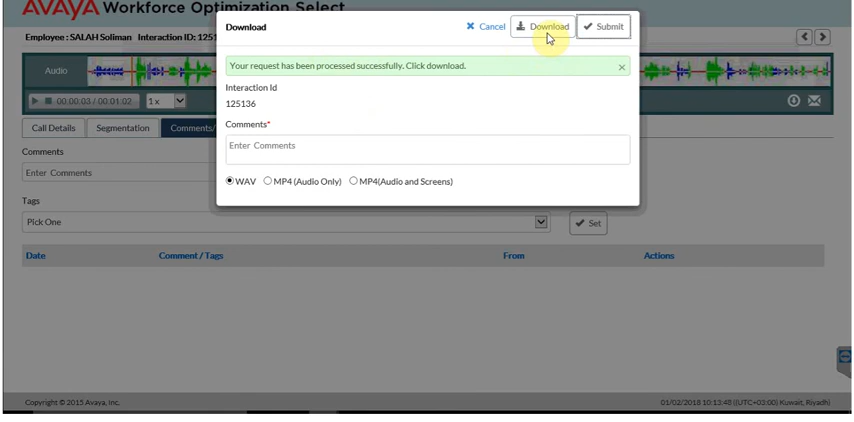 AVAYA Workforce Optimization Select
Download
Cancel
Download
Submit
Employee : SALAH Soliman Interaction ID: 1251
Your request has been processed successfully. Click download. ×
Audio
Interaction Id
125136
00:00:03 / 00:01:02 1 x
Comments*
Enter Comments
Call Details Segmentation Comments/
Comments
Enter Comments
WAV MP4 (Audio Only) MP4(Audio and Screens)
Tags
Pick One Set
Date Comment / Tags From Actions
Copyright © 2015 Avaya, Inc. 01/02/2018 10:13:48 ((UTC+03:00) Kuwait, Riyadh)